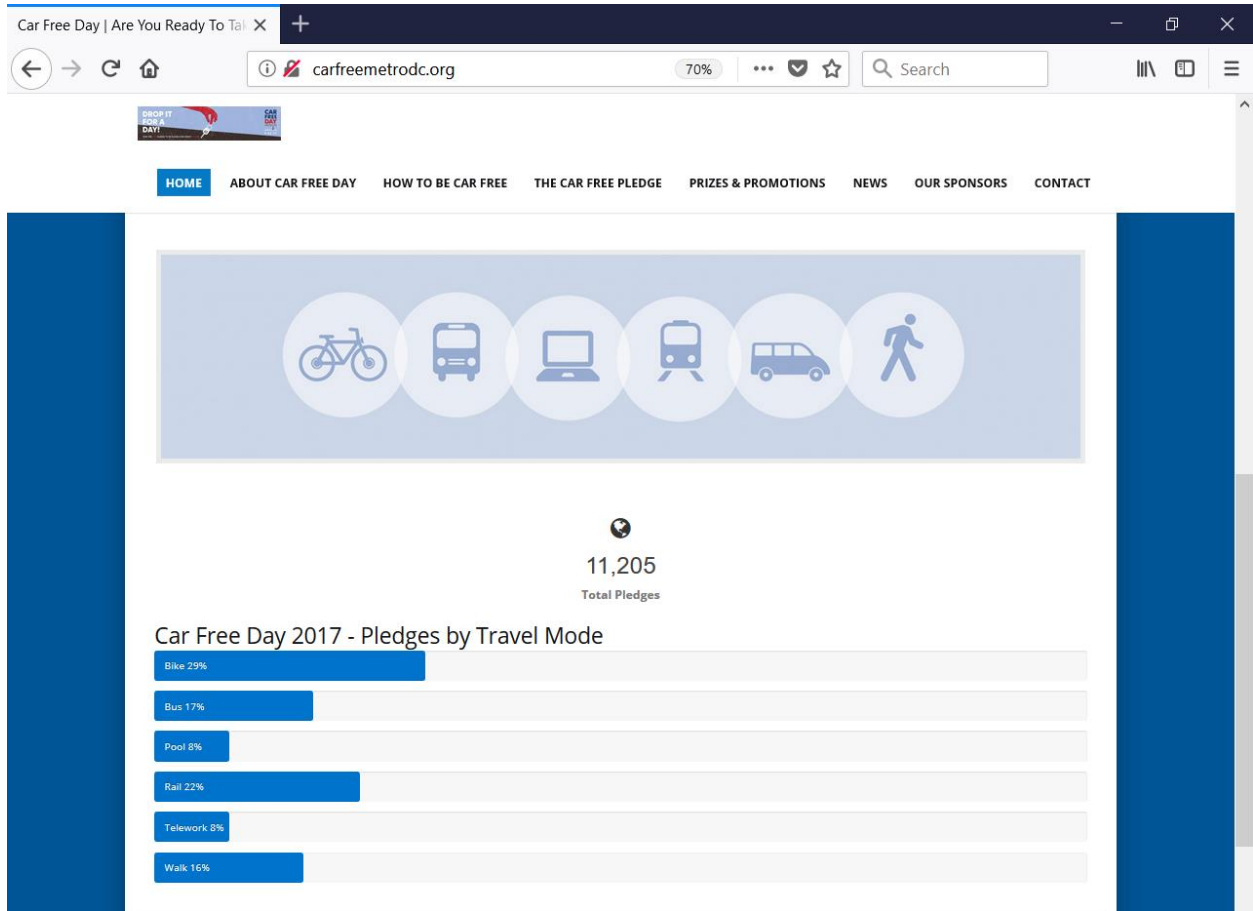 Car Free Day | Are You Ready To Ta
carfreemetrodc.org
70%
Search
DROP IT
FOR A
DAY!
CAR
FREE
DAY
HOME ABOUT CAR FREE DAY HOW TO BE CAR FREE THE CAR FREE PLEDGE PRIZES & PROMOTIONS NEWS OUR SPONSORS CONTACT
11,205
Total Pledges
Car Free Day 2017 - Pledges by Travel Mode
Bike 29%
Bus 17%
Pool 8%
Rail 22%
Telework 8%
Walk 16%